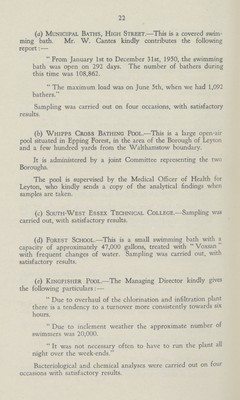 22
(a) MUNICIPAL BATHS, HIGH STREET.—This is a covered swim-
ming bath. Mr. W. Cantes kindly contributes the following
report :—
" From January 1st to December 31st, 1950, the swimming
bath was open on 292 days. The number of bathers during
this time was 108,862.
" The maximum load was on June 5th, when we had 1,092
bathers."
Sampling was carried out on four occasions, with satisfactory
results.
(b) WHIPPS CROSS BATHING POOL.—This is a large open-air
pool situated in Epping Forest, in the area of the Borough of Leyton
and a few hundred yards from the Walthamstow boundary.
It is administered by a joint Committee representing the two
Boroughs.
The pool is supervised by the Medical Officer of Health for
Leyton, who kindly sends a copy of the analytical findings when
samples are taken.
(c) SOUTH-WEST ESSEX TECHNICAL COLLEGE.—Sampling was
carried out, with satisfactory results.
(d) FOREST SCHOOL.—This is a small swimming bath with a
capacity of approximately 47,000 gallons, treated with " Voxsan "
with frequent changes of water. Sampling was carried out, with
satisfactory results.
(e) KINGFISHER POOL.—The Managing Director kindly gives
the following particulars :—
" Due to overhaul of the chlorination and infiltration plant
there is a tendency to a turnover more consistently towards six
hours.
" Due to inclement weather the approximate number of
swimmers was 20,000.
" It was not necessary often to have to run the plant all
night over the week-ends."
Bacteriological and chemical analyses were carried out on four
occasions with satisfactory results.